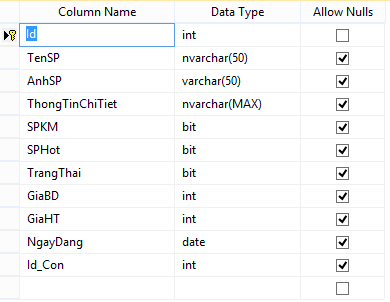 Column Name Data Type Allow Nulls
Id int
TenSP nvarchar(50)
AnhSP varchar(50)
ThongTinChiTiet nvarchar(MAX)
SPKM bit
SPHot bit
TrangThai bit
GiaBD int
GiaHT int
NgayDang date
Id_Con int